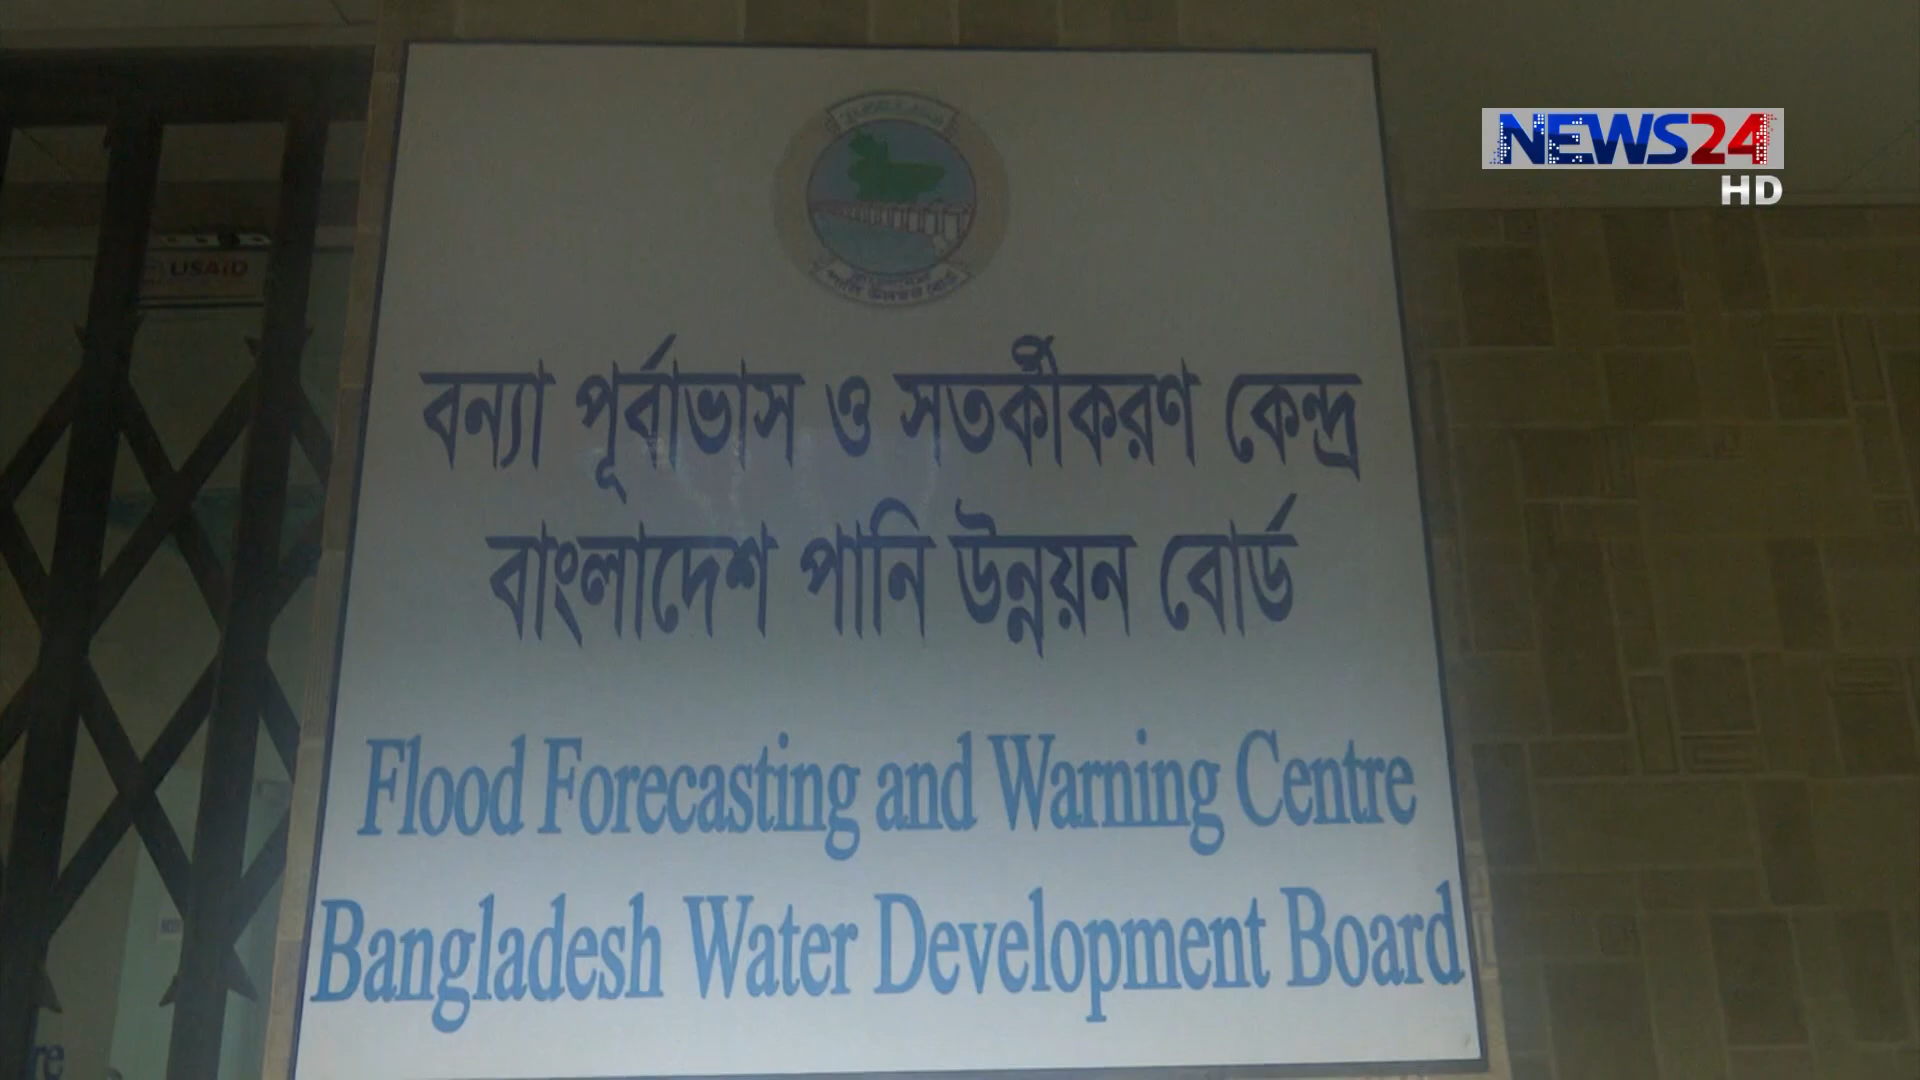 NEWS24
HD
USAID
বন্যা পূর্বাভাস ও সতর্কীকরণ কেন্দ্র
বাংলাদেশ পানি উন্নয়ন বোর্ড
Flood Forecasting and Warning Centre
Bangladesh Water Development Board